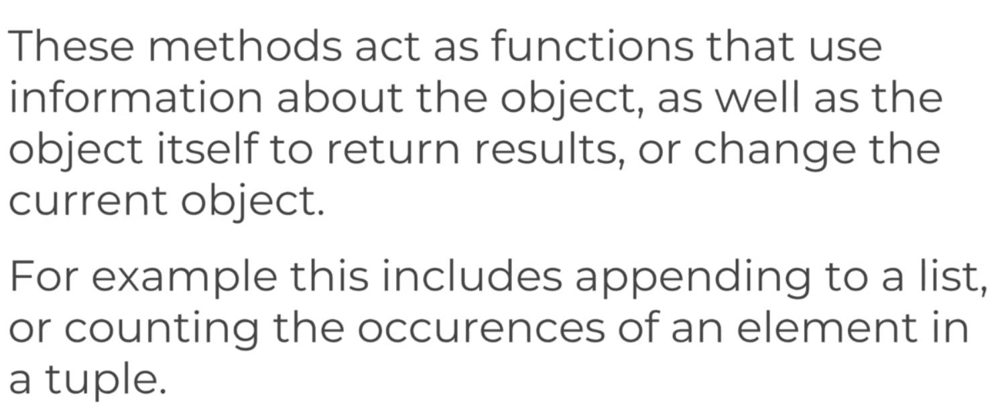 These methods act as functions that use
information about the object, as well as the
object itself to return results, or change the
current object.
For example this includes appending to a list,
or counting the occurences of an element in
a tuple.